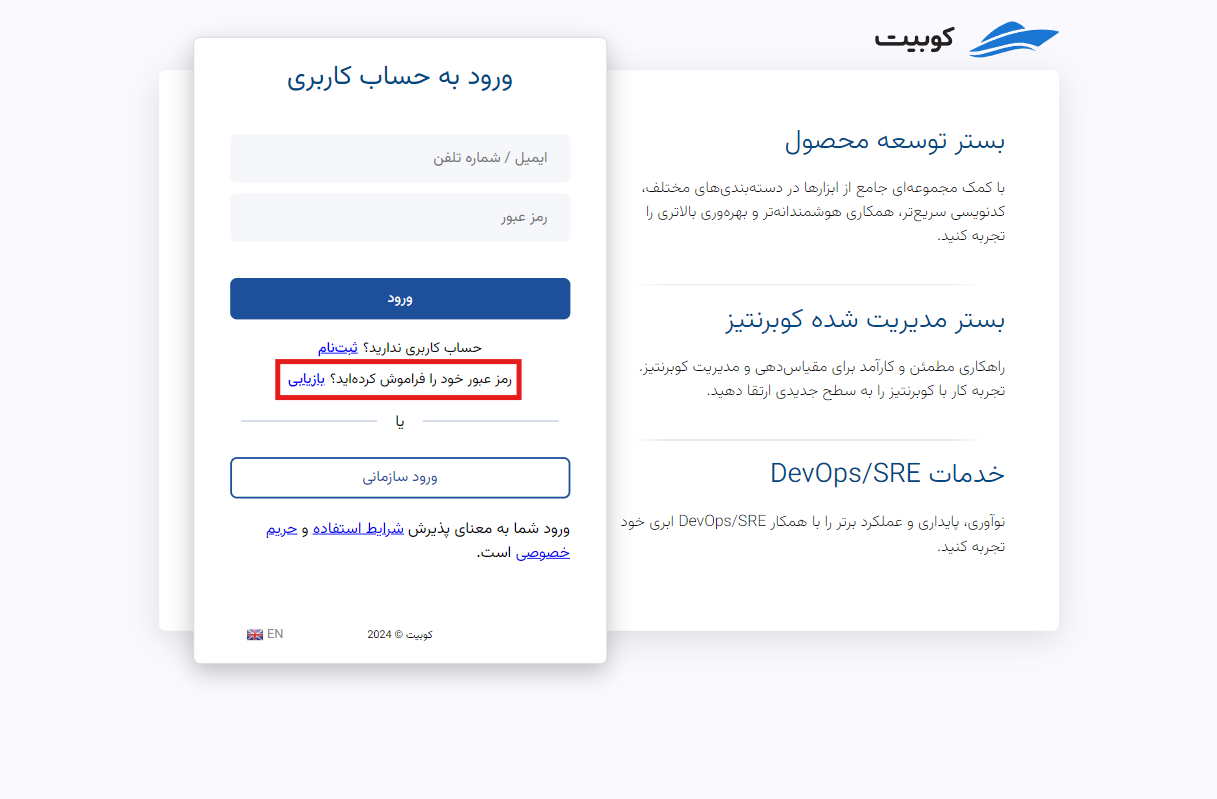 کوبیت
بستر توسعه محصول
با کمک مجموعه‌ای جامع از ابزارها در دسته‌بندی‌های مختلف،
کدنویسی سریع‌تر، همکاری هوشمندانه‌تر و بهره‌وری بالاتری را
تجربه کنید.
بستر مدیریت شده کوبرنتیز
راهکاری مطمئن و کارآمد برای مقیاس‌دهی و مدیریت کوبرنتیز.
تجربه کار با کوبرنتیز را به سطح جدیدی ارتقا دهید.
خدمات DevOps/SRE
نوآوری، پایداری و عملکرد برتر را با همکار DevOps/SRE ابری خود
تجربه کنید.
ورود به حساب کاربری
ایمیل / شماره تلفن
رمز عبور
ورود
حساب کاربری ندارید؟ ثبت‌نام
رمز عبور خود را فراموش کرده‌اید؟ بازیابی
یا
ورود سازمانی
ورود شما به معنای پذیرش شرایط استفاده و حریم
خصوصی است.
کوبیت © 2024
EN